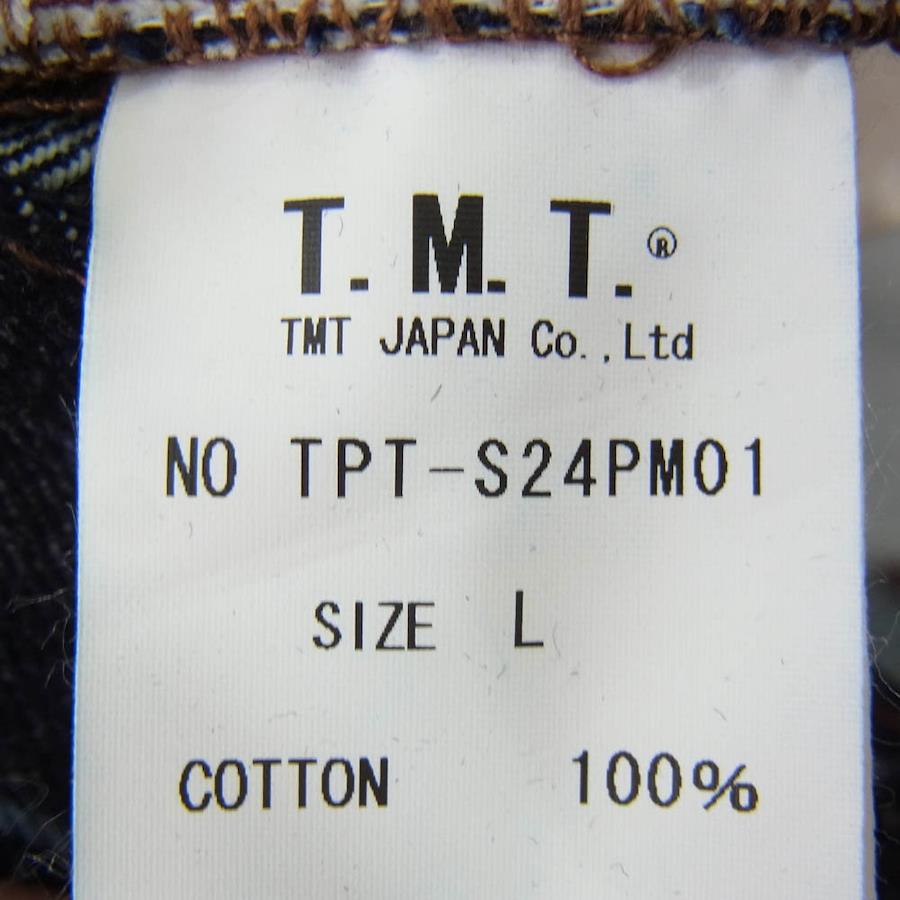 T.M.T.®
TMT JAPAN Co.,Ltd
NO TPT-S24PM01
SIZE L
COTTON 100%